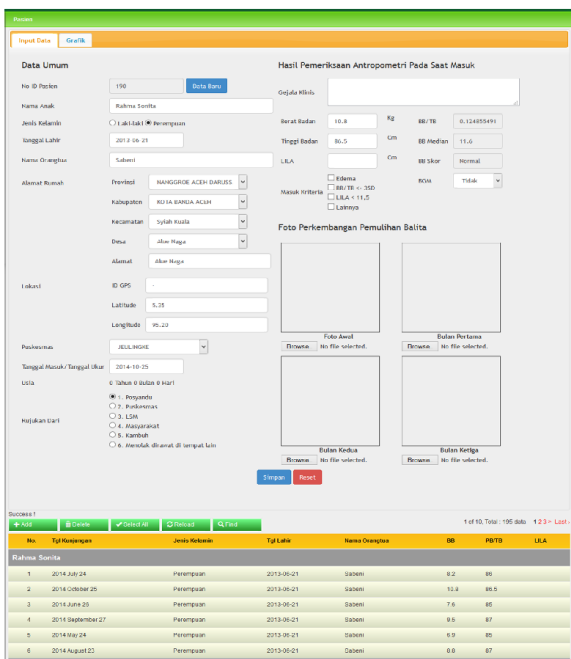 Pasien
Input Data Grafik
Data Umum
No ID Pasien 190 Data Baru
Nama Anak Rahma Sonita
Jenis Kelamin Laki-laki Perempuan
Tanggal Lahir 2013-06-21
Nama Orangtua Sabeni
Alamat Rumah Provinsi NANGGROE ACEH DARUSS
Kabupaten KOTA BANDA ACEH
Kecamatan Syiah Kuala
Desa Alue Naga
Alamat Alue Naga
Lokasi ID GPS -
Latitude 5.35
Longitude 95.20
Puskesmas JEULINGKE
Tanggal Masuk/Tanggal Ukur 2014-10-25
Usia 0 Tahun 0 Bulan 0 Hari
Rujukan Dari
1. Posyandu
2. Puskesmas
3. LSM
4. Masyarakat
5. Kambuh
6. Menolak dirawat di tempat lain
Hasil Pemeriksaan Antropometri Pada Saat Masuk
Gejala Klinis
Berat Badan 10.8 Kg BB/TB 0.124855491
Tinggi Badan 86.5 Cm BB Median 11.6
LILA Cm BB Skor Normal
Masuk Kriteria Edema BGM Tidak
BB/TB <- 3SD
LILA < 11.5
Lainnya
Foto Perkembangan Pemulihan Balita
Foto Awal Bulan Pertama
Browse... No file selected. Browse... No file selected.
Bulan Kedua Bulan Ketiga
Browse... No file selected. Browse... No file selected.
Simpan Reset
Success !
Add Delete Select All Reload Find 1 of 10, Total : 195 data 1 2 3 > Last ›
No. Tgl Kunjungan Jenis Kelamin Tgl Lahir Nama Orangtua BB PB/TB LILA
Rahma Sonita
1 2014 July 24 Perempuan 2013-06-21 Sabeni 8.2 86
2 2014 October 25 Perempuan 2013-06-21 Sabeni 10.8 86.5
3 2014 June 26 Perempuan 2013-06-21 Sabeni 7.6 85
4 2014 September 27 Perempuan 2013-06-21 Sabeni 87
5 2014 May 24 Perempuan 2013-06-21 Sabeni 6.9 85
6 2014 August 23 Perempuan 2013-06-21 Sabeni 87